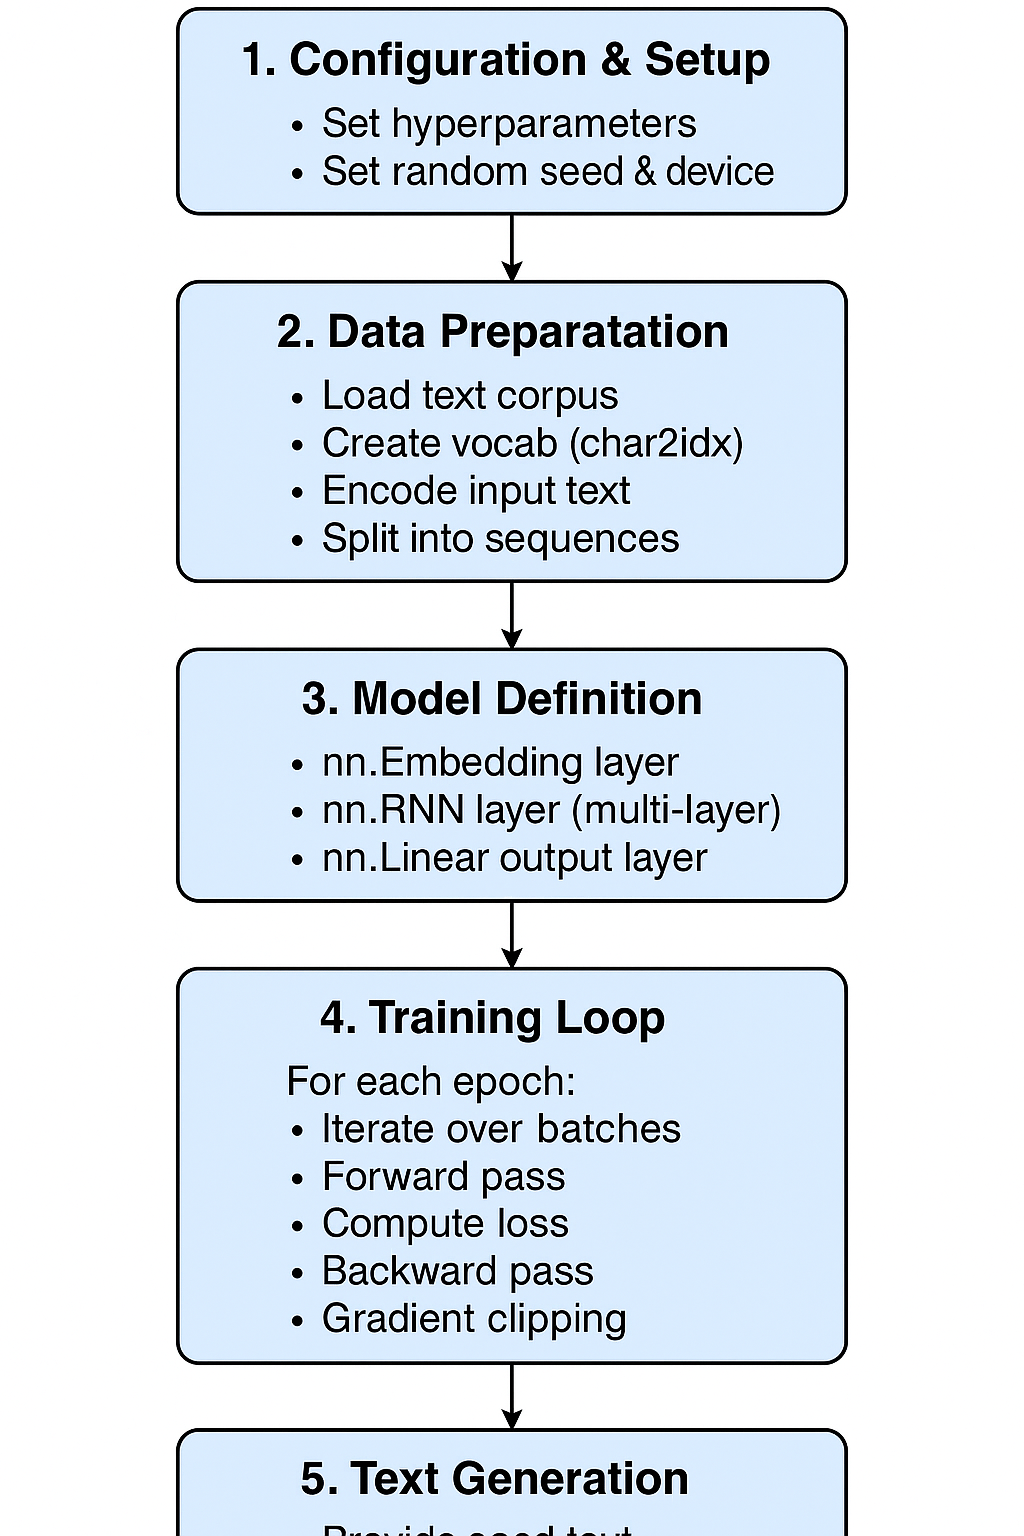 1. Configuration & Setup
• Set hyperparameters
• Set random seed & device
2. Data Preparatation
• Load text corpus
• Create vocab (char2idx)
• Encode input text
• Split into sequences
3. Model Definition
• nn.Embedding layer
• nn.RNN layer (multi-layer)
• nn.Linear output layer
4. Training Loop
For each epoch:
• Iterate over batches
• Forward pass
• Compute loss
• Backward pass
• Gradient clipping
5. Text Generation
Provide seed text